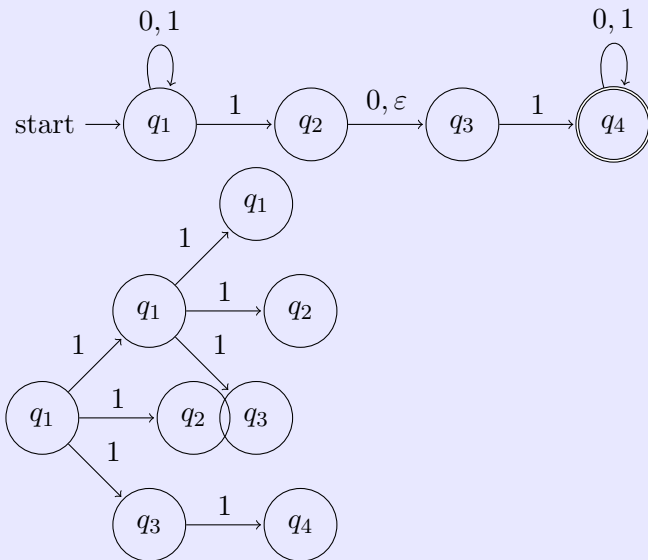 0, 1
0, 1
start q₁ 1 q₂ 0, ε q₃ 1 q₄
q₁
1
q₁ 1 q₂
1 1
q₁ 1 q₂ q₃
1
q₃ 1 q₄